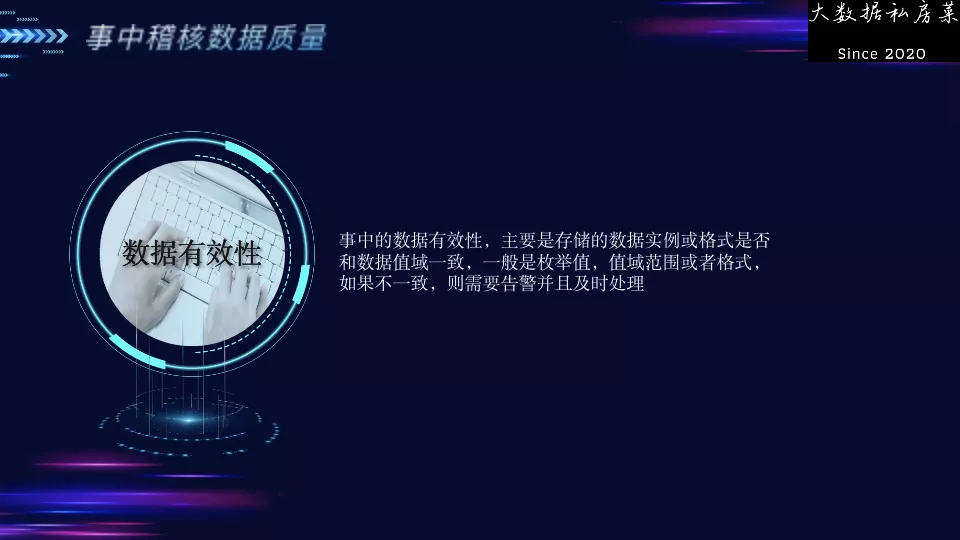 事中稽核数据质量
大数据私房菜
Since 2020
数据有效性
事中的数据有效性，主要是存储的数据实例或格式是否
和数据值域一致，一般是枚举值，值域范围或者格式，
如果不一致，则需要告警并且及时处理